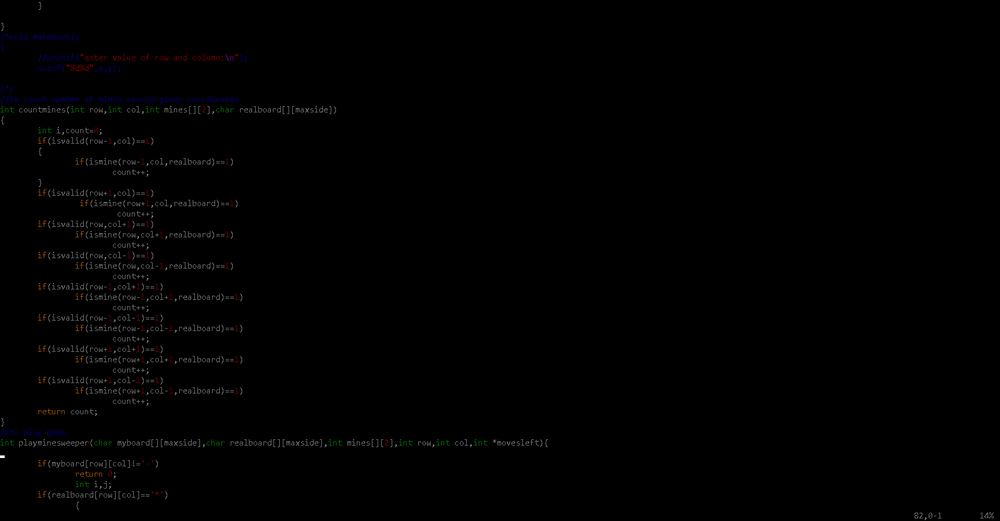 }

}
/*void makemove()
{
        //printf("enter value of row and column:\n");
        scanf("%d%d",x,y);

}*/
//to count number of mines around given coordinates
int countmines(int row,int col,int mines[][2],char realboard[][maxside])
{
        int i,count=0;
        if(isvalid(row-1,col)==1)
        {
                if(ismine(row-1,col,realboard)==1)
                        count++;
        }
        if(isvalid(row+1,col)==1)
                 if(ismine(row+1,col,realboard)==1)
                         count++;
        if(isvalid(row,col+1)==1)
                if(ismine(row,col+1,realboard)==1)
                        count++;
        if(isvalid(row,col-1)==1)
                if(ismine(row,col-1,realboard)==1)
                        count++;
        if(isvalid(row-1,col+1)==1)
                if(ismine(row-1,col+1,realboard)==1)
                        count++;
        if(isvalid(row-1,col-1)==1)
                if(ismine(row-1,col-1,realboard)==1)
                        count++;
        if(isvalid(row+1,col+1)==1)
                if(ismine(row+1,col+1,realboard)==1)
                        count++;
        if(isvalid(row+1,col-1)==1)
                if(ismine(row+1,col-1,realboard)==1)
                        count++;
        return count;
}
//to play game
int playminesweeper(char myboard[][maxside],char realboard[][maxside],int mines[][2],int row,int col,int *movesleft){

        if(myboard[row][col]!='-')
                return 0;
                int i,j;
        if(realboard[row][col]=='*')
                {
82,0-1 14%